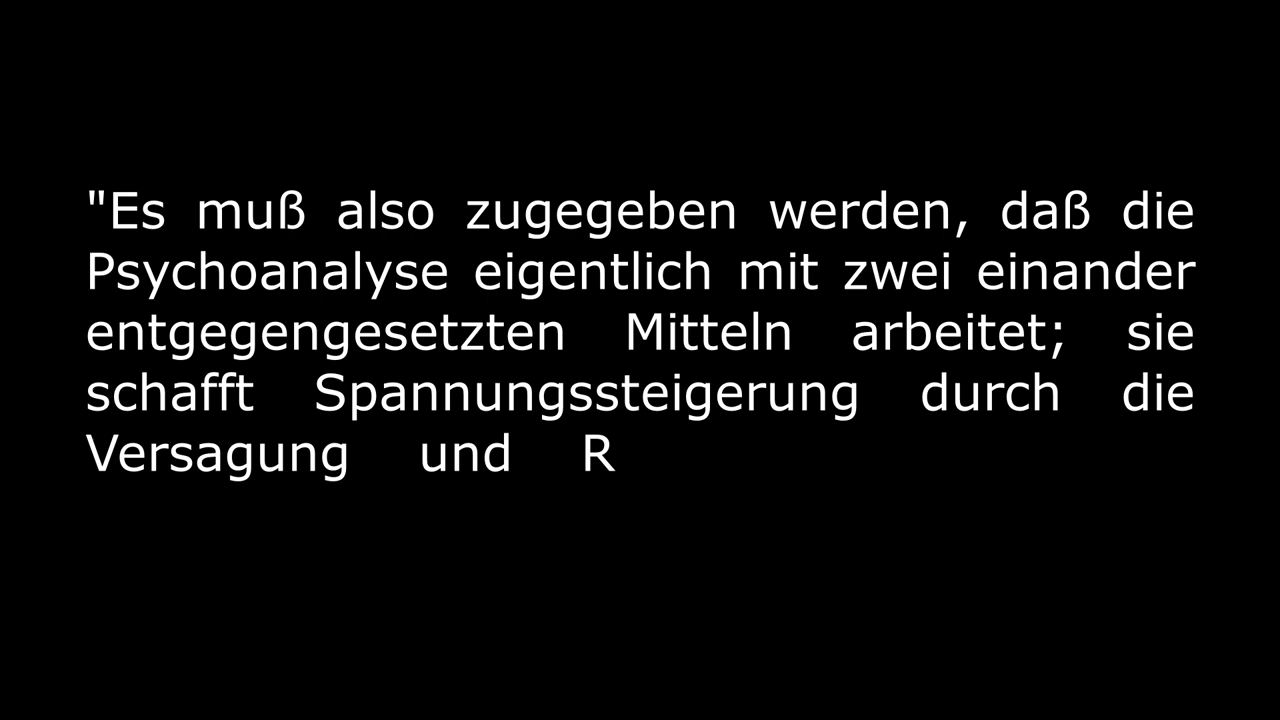 "Es muß also zugegeben werden, daß die
Psychoanalyse eigentlich mit zwei einander
entgegengesetzten Mitteln arbeitet; sie
schafft Spannungssteigerung durch die
Versagung und R